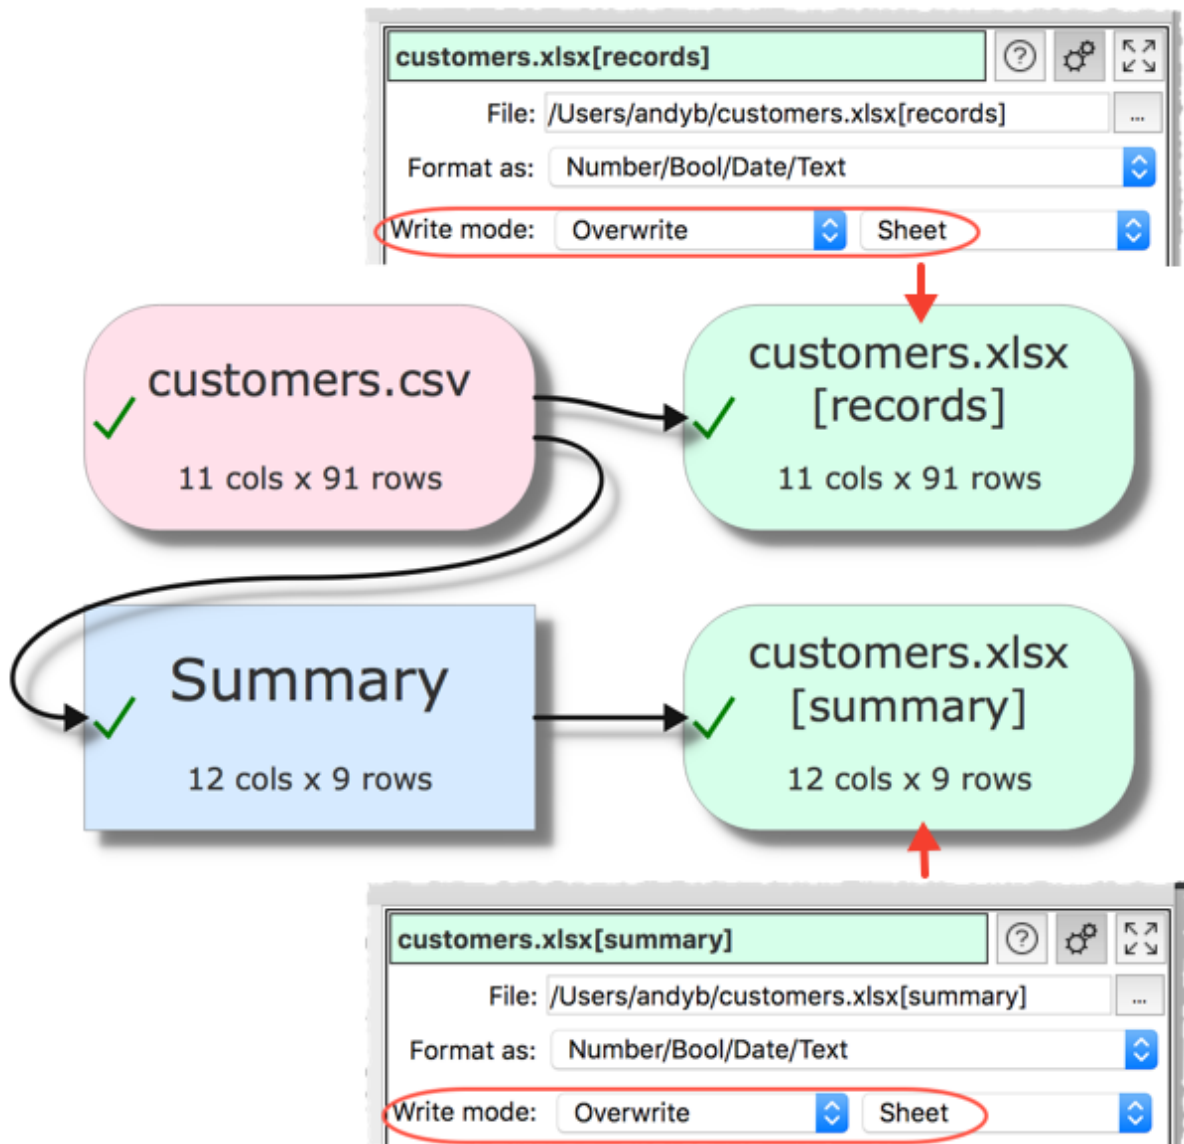 customers.xlsx[records]
File: /Users/andyb/customers.xlsx[records] ...
Format as: Number/Bool/Date/Text
Write mode: Overwrite Sheet
customers.csv
11 cols x 91 rows
customers.xlsx
[records]
11 cols x 91 rows
Summary
12 cols x 9 rows
customers.xlsx
[summary]
12 cols x 9 rows
customers.xlsx[summary]
File: /Users/andyb/customers.xlsx[summary] ...
Format as: Number/Bool/Date/Text
Write mode: Overwrite Sheet